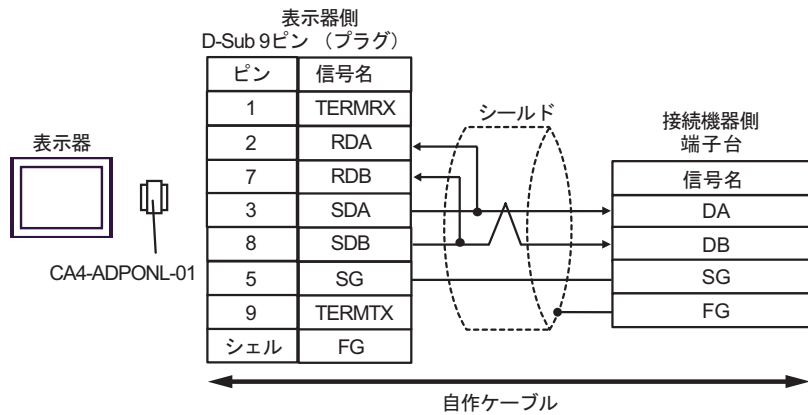 表示器側
D-Sub 9ピン （プラグ）
ピン 信号名
1 TERMRX
2 RDA
7 RDB
3 SDA
8 SDB
5 SG
9 TERMTX
シェル FG
表示器
CA4-ADPONL-01
シールド
接続機器側
端子台
信号名
DA
DB
SG
FG
自作ケーブル